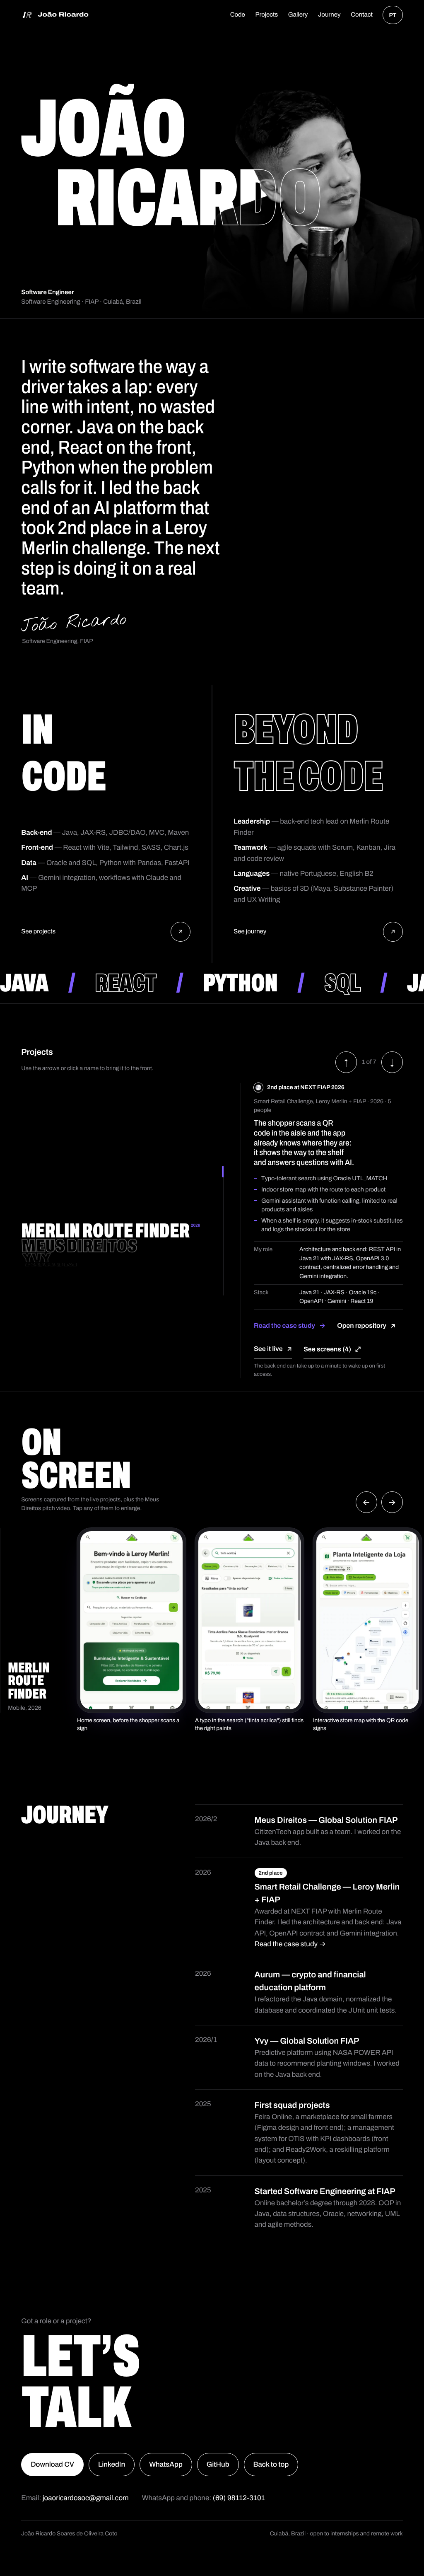 João Ricardo
Code
Projects
Gallery
Journey
Contact
PT
JOÃO
RICARDO
Software Engineer
Software Engineering · FIAP · Cuiabá, Brazil
I write software the way a
driver takes a lap: every
line with intent, no wasted
corner. Java on the back
end, React on the front,
Python when the problem
calls for it. I led the back
end of an AI platform that
took 2nd place in a Leroy
Merlin challenge. The next
step is doing it on a real
team.
João Ricardo
Software Engineering, FIAP
IN
CODE
Back-end — Java, JAX-RS, JDBC/DAO, MVC, Maven
Front-end — React with Vite, Tailwind, SASS, Chart.js
Data — Oracle and SQL, Python with Pandas, FastAPI
AI — Gemini integration, workflows with Claude and
MCP
See projects
BEYOND
THE CODE
Leadership — back-end tech lead on Merlin Route
Finder
Teamwork — agile squads with Scrum, Kanban, Jira
and code review
Languages — native Portuguese, English B2
Creative — basics of 3D (Maya, Substance Painter)
and UX Writing
See journey
JAVA / REACT / PYTHON / SQL / JA
Projects
Use the arrows or click a name to bring it to the front.
1 of 7
MERLIN ROUTE FINDER 2026
MEUS DIREITOS
YVY
2nd place at NEXT FIAP 2026
Smart Retail Challenge, Leroy Merlin + FIAP · 2026 · 5
people
The shopper scans a QR
code in the aisle and the app
already knows where they are:
it shows the way to the shelf
and answers questions with AI.
Typo-tolerant search using Oracle UTL_MATCH
Indoor store map with the route to each product
Gemini assistant with function calling, limited to real
products and aisles
When a shelf is empty, it suggests in-stock substitutes
and logs the stockout for the store
My role
Architecture and back end: REST API in
Java 21 with JAX-RS, OpenAPI 3.0
contract, centralized error handling and
Gemini integration.
Stack
Java 21 · JAX-RS · Oracle 19c ·
OpenAPI · Gemini · React 19
Read the case study →
Open repository ↗
See it live ↗
See screens (4)
The back end can take up to a minute to wake up on first
access.
ON
SCREEN
Screens captured from the live projects, plus the Meus
Direitos pitch video. Tap any of them to enlarge.
MERLIN
ROUTE
FINDER
Mobile, 2026
Bem-vindo à Leroy Merlin!
Iluminação Inteligente & Sustentável
Home screen, before the shopper scans a
sign
Resultados para "tinta acrilca"
R$ 79,90
A typo in the search ("tinta acrilca") still finds
the right paints
Planta Inteligente da Loja
Interactive store map with the QR code
signs
JOURNEY
2026/2
Meus Direitos — Global Solution FIAP
CitizenTech app built as a team. I worked on the
Java back end.
2026
2nd place
Smart Retail Challenge — Leroy Merlin
+ FIAP
Awarded at NEXT FIAP with Merlin Route
Finder. I led the architecture and back end: Java
API, OpenAPI contract and Gemini integration.
Read the case study →
2026
Aurum — crypto and financial
education platform
I refactored the Java domain, normalized the
database and coordinated the JUnit unit tests.
2026/1
Yvy — Global Solution FIAP
Predictive platform using NASA POWER API
data to recommend planting windows. I worked
on the Java back end.
2025
First squad projects
Feira Online, a marketplace for small farmers
(Figma design and front end); a management
system for OTIS with KPI dashboards (front
end); and Ready2Work, a reskilling platform
(layout concept).
2025
Started Software Engineering at FIAP
Online bachelor's degree through 2028. OOP in
Java, data structures, Oracle, networking, UML
and agile methods.
Got a role or a project?
LET'S
TALK
Download CV
LinkedIn
WhatsApp
GitHub
Back to top
Email: joaoricardosoc@gmail.com
WhatsApp and phone: (69) 98112-3101
João Ricardo Soares de Oliveira Coto
Cuiabá, Brazil · open to internships and remote work